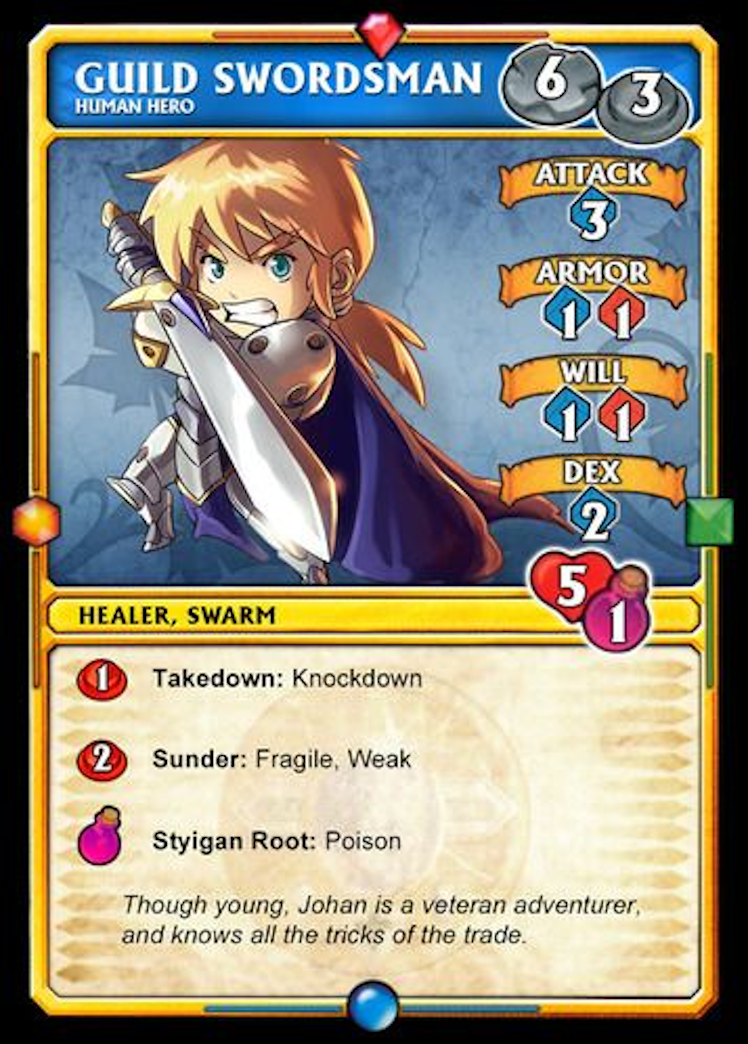 GUILD SWORDSMAN 6 3
HUMAN HERO
ATTACK
3
ARMOR
1 1
WILL
1 1
DEX
2
5
1
HEALER, SWARM
1 Takedown: Knockdown
2 Sunder: Fragile, Weak
Styigan Root: Poison
Though young, Johan is a veteran adventurer,
and knows all the tricks of the trade.